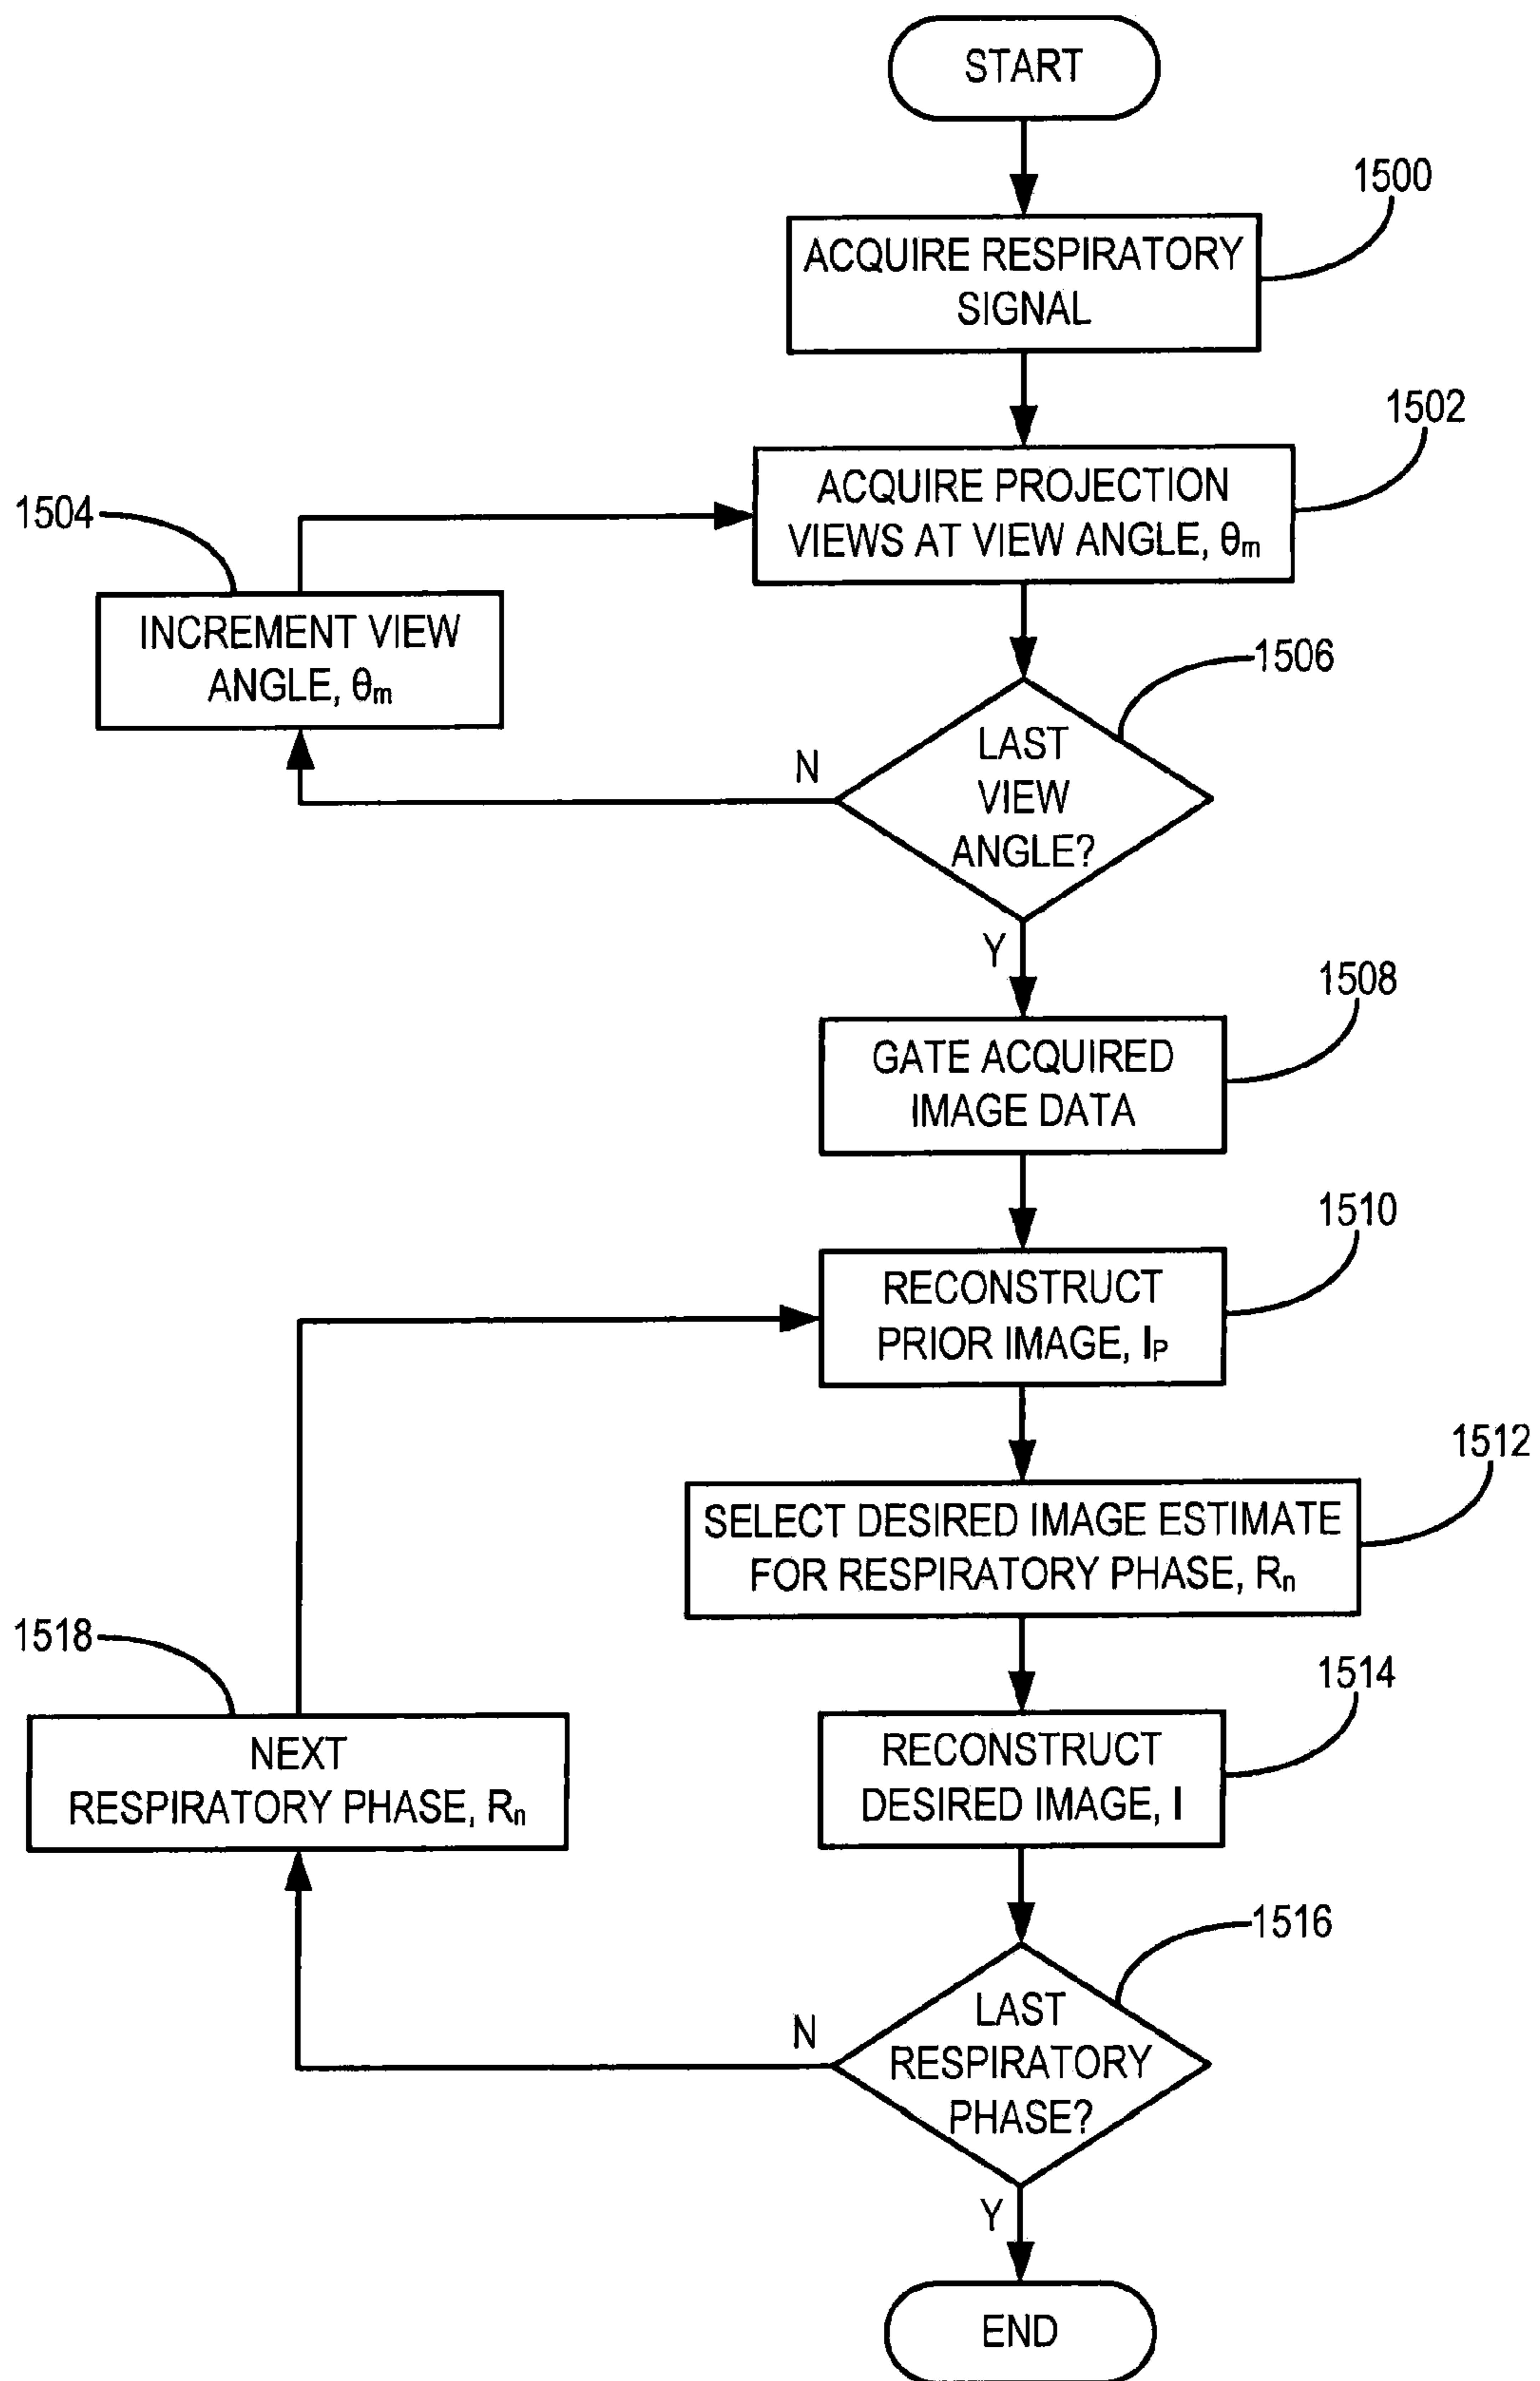 START
1500
ACQUIRE RESPIRATORY
SIGNAL
1502
ACQUIRE PROJECTION
VIEWS AT VIEW ANGLE, θm
1504
INCREMENT VIEW
ANGLE, θm
1506
LAST
VIEW
ANGLE?
N
Y
1508
GATE ACQUIRED
IMAGE DATA
1510
RECONSTRUCT
PRIOR IMAGE, IP
1512
SELECT DESIRED IMAGE ESTIMATE
FOR RESPIRATORY PHASE, Rn
1518
NEXT
RESPIRATORY PHASE, Rn
1514
RECONSTRUCT
DESIRED IMAGE, I
1516
LAST
RESPIRATORY
PHASE?
N
Y
END